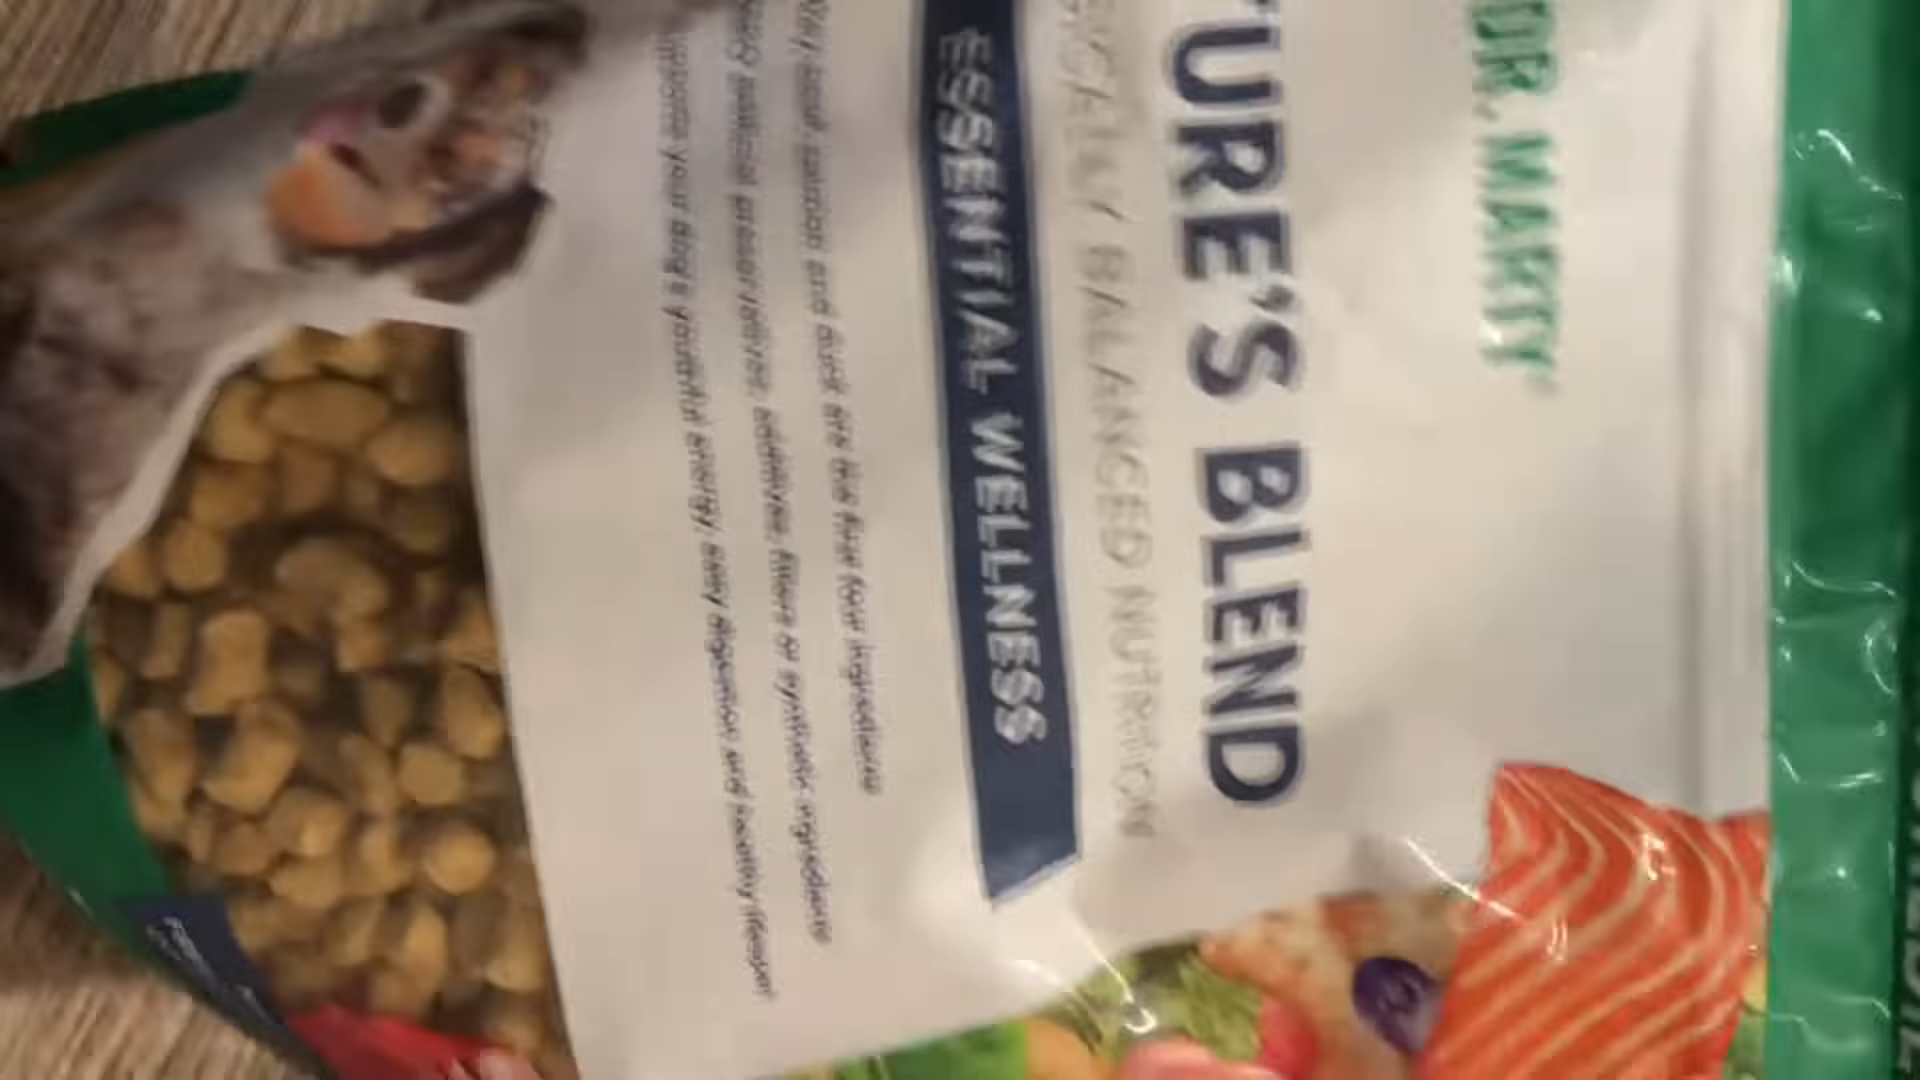 DR. MARTY
TURE'S BLEND
BALANCED NUTRITION
ESSENTIAL WELLNESS
salmon and duck are the first four ingredients
artificial preservatives, additives, fillers or synthetic ingredients
your dog's youthful energy, easy digestion and healthy lifespan